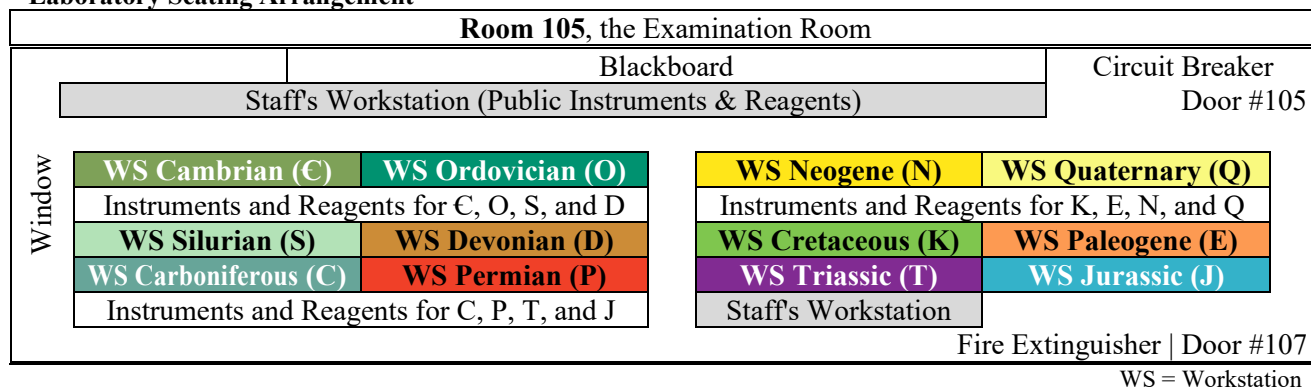 Laboratory Seating Arrangement
Room 105, the Examination Room
Blackboard
Circuit Breaker
Staff's Workstation (Public Instruments & Reagents)
Door #105
Window
WS Cambrian (Є) WS Ordovician (O)
WS Neogene (N) WS Quaternary (Q)
Instruments and Reagents for Є, O, S, and D
Instruments and Reagents for K, E, N, and Q
WS Silurian (S) WS Devonian (D)
WS Cretaceous (K) WS Paleogene (E)
WS Carboniferous (C) WS Permian (P)
WS Triassic (T) WS Jurassic (J)
Instruments and Reagents for C, P, T, and J
Staff's Workstation
Fire Extinguisher | Door #107
WS = Workstation